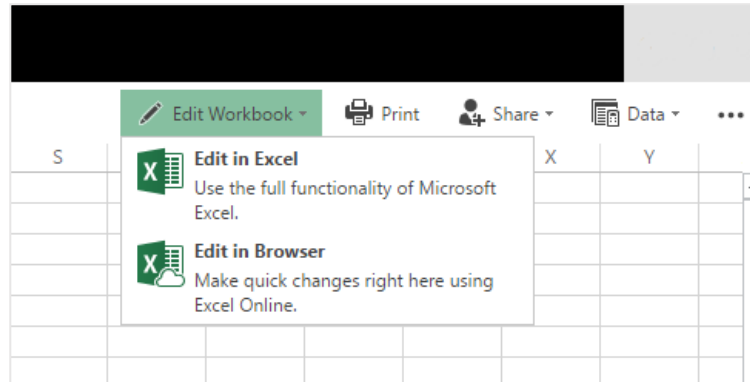 Edit Workbook Print Share Data •••
S X Y
Edit in Excel
Use the full functionality of Microsoft
Excel.
Edit in Browser
Make quick changes right here using
Excel Online.